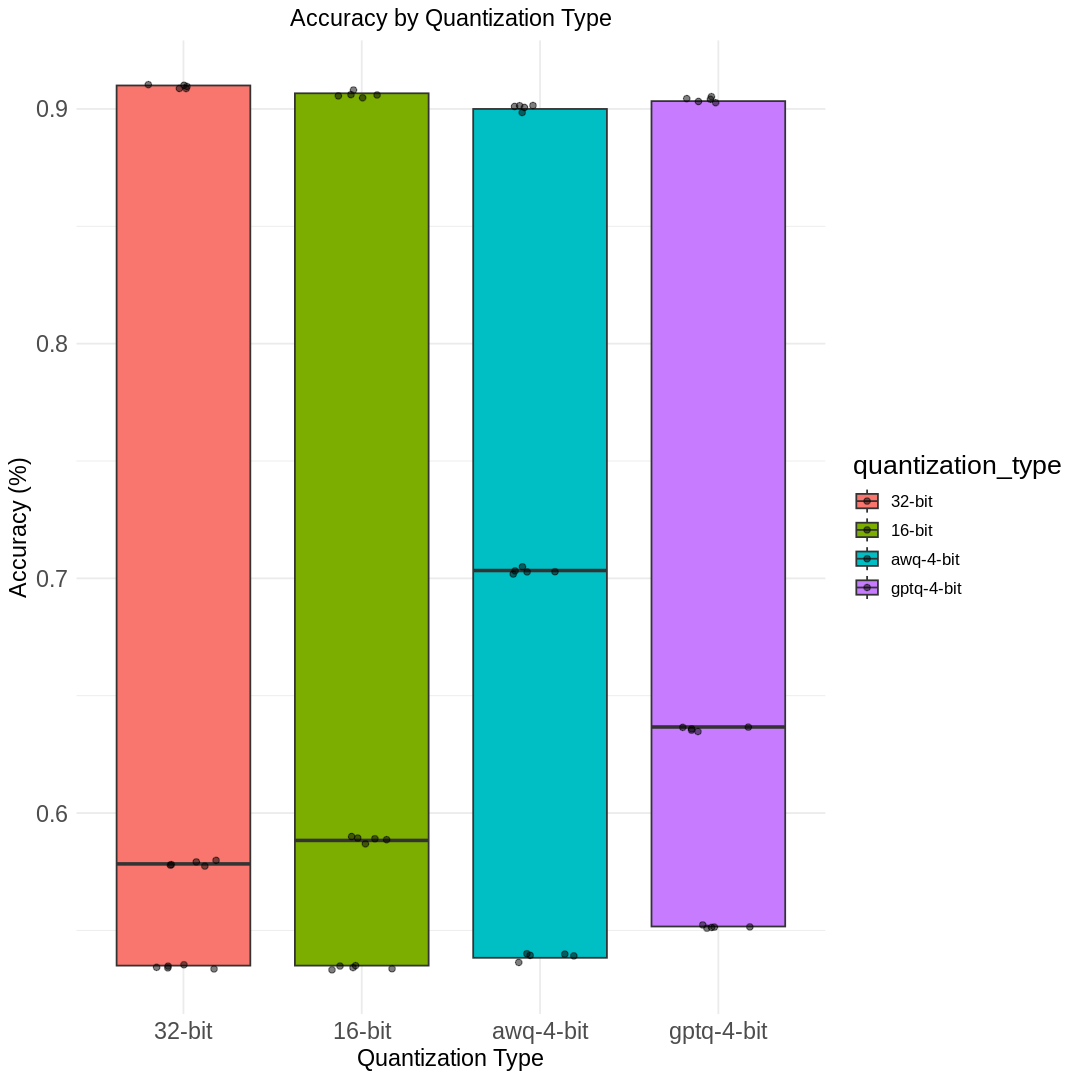 Accuracy by Quantization Type
Accuracy (%)
0.9
0.8
0.7
0.6
32-bit
16-bit
awq-4-bit
gptq-4-bit
Quantization Type
quantization_type
32-bit
16-bit
awq-4-bit
gptq-4-bit